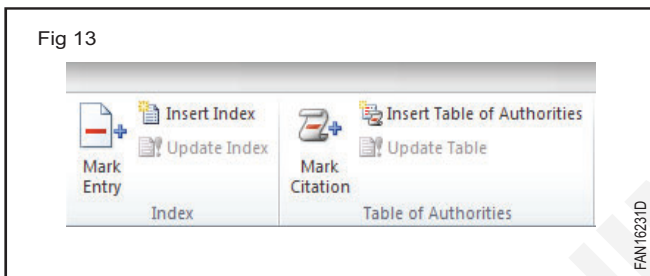 Fig 13
Mark
Entry
Insert Index
Update Index
Index
Mark
Citation
Insert Table of Authorities
Update Table
Table of Authorities
FAN16231D